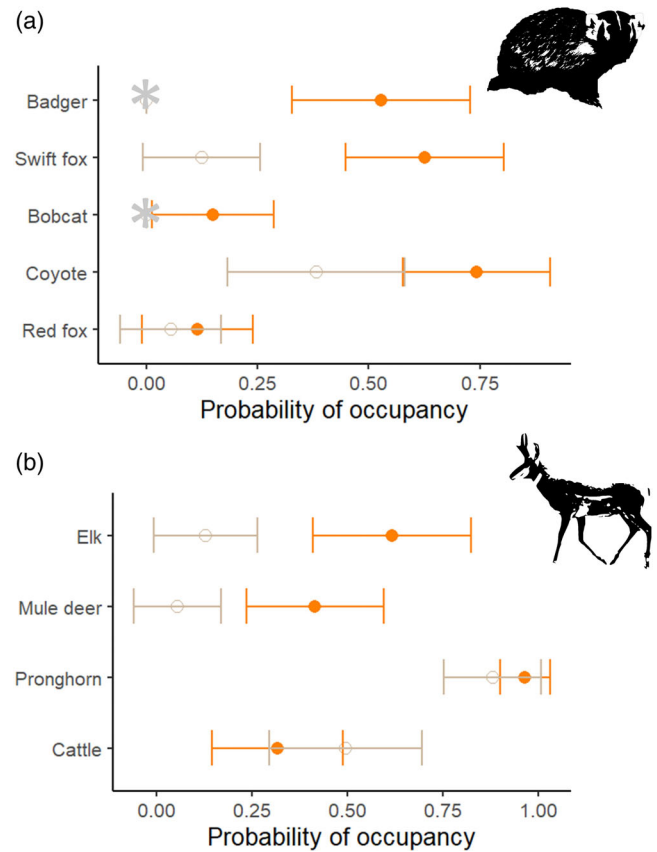 (a)
Badger
Swift fox
Bobcat
Coyote
Red fox
0.00 0.25 0.50 0.75
Probability of occupancy
(b)
Elk
Mule deer
Pronghorn
Cattle
0.00 0.25 0.50 0.75 1.00
Probability of occupancy